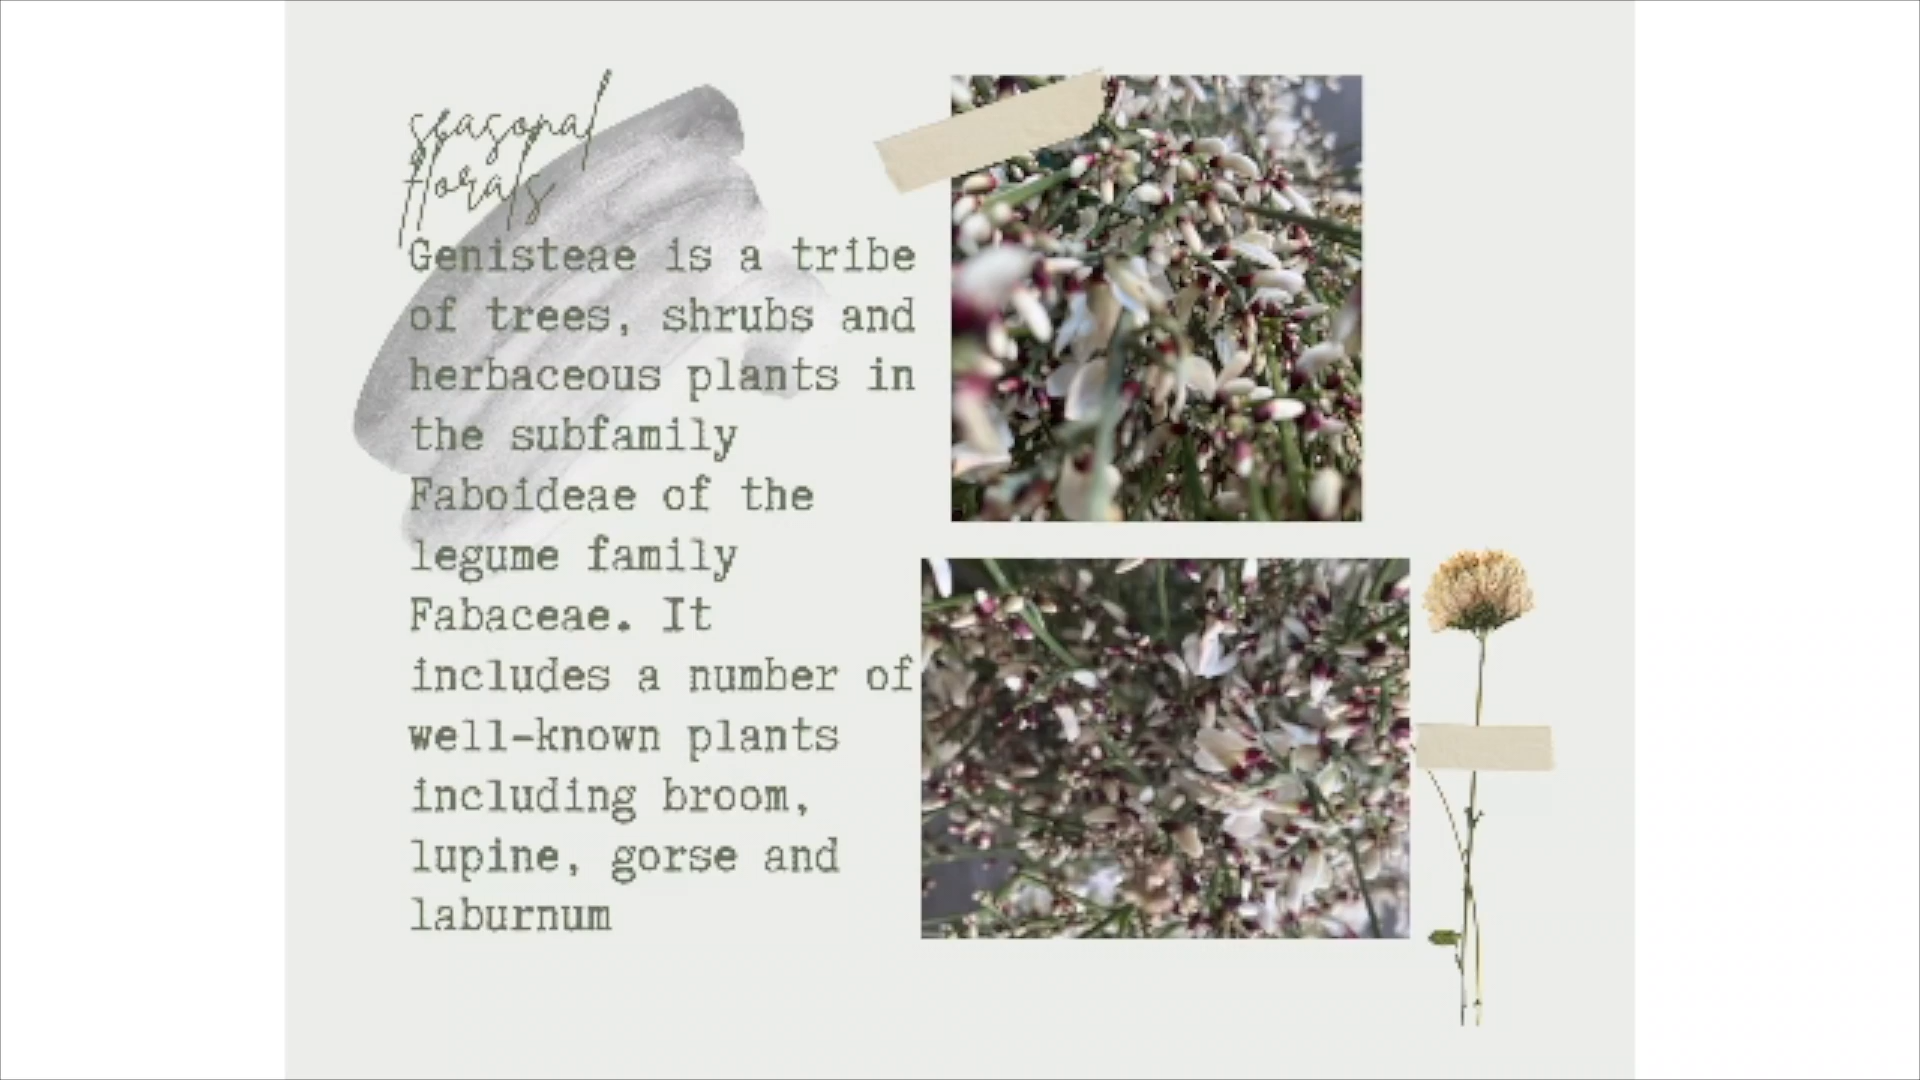 seasonal
florals
Genisteae is a tribe
of trees, shrubs and
herbaceous plants in
the subfamily
Faboideae of the
legume family
Fabaceae. It
includes a number of
well-known plants
including broom,
lupine, gorse and
laburnum